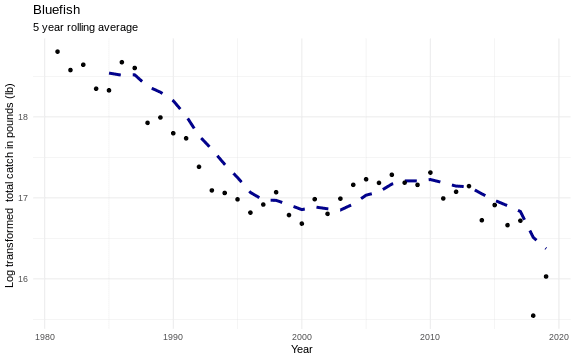 Bluefish
5 year rolling average
Log transformed total catch in pounds (lb)
18
17
16
1980
1990
2000
2010
2020
Year